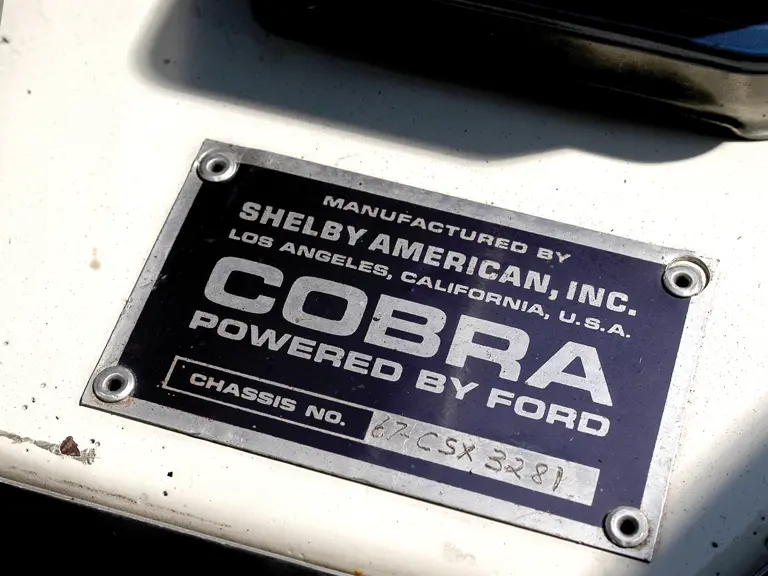 MANUFACTURED BY
SHELBY AMERICAN, INC.
LOS ANGELES, CALIFORNIA, U.S.A.
COBRA
POWERED BY FORD
CHASSIS NO. 67-CSX 3281